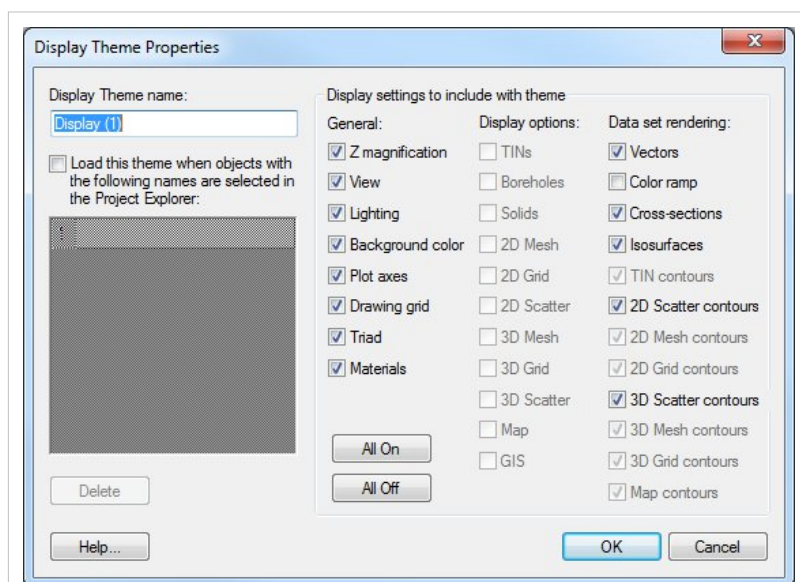 Display Theme Properties
Display Theme name:
Display (1)
Load this theme when objects with
the following names are selected in
the Project Explorer:
Delete
Help...
Display settings to include with theme
General:
Z magnification
View
Lighting
Background color
Plot axes
Drawing grid
Triad
Materials
All On
All Off
Display options:
TINs
Boreholes
Solids
2D Mesh
2D Grid
2D Scatter
3D Mesh
3D Grid
3D Scatter
Map
GIS
Data set rendering:
Vectors
Color ramp
Cross-sections
Isosurfaces
TIN contours
2D Scatter contours
2D Mesh contours
2D Grid contours
3D Scatter contours
3D Mesh contours
3D Grid contours
Map contours
OK
Cancel